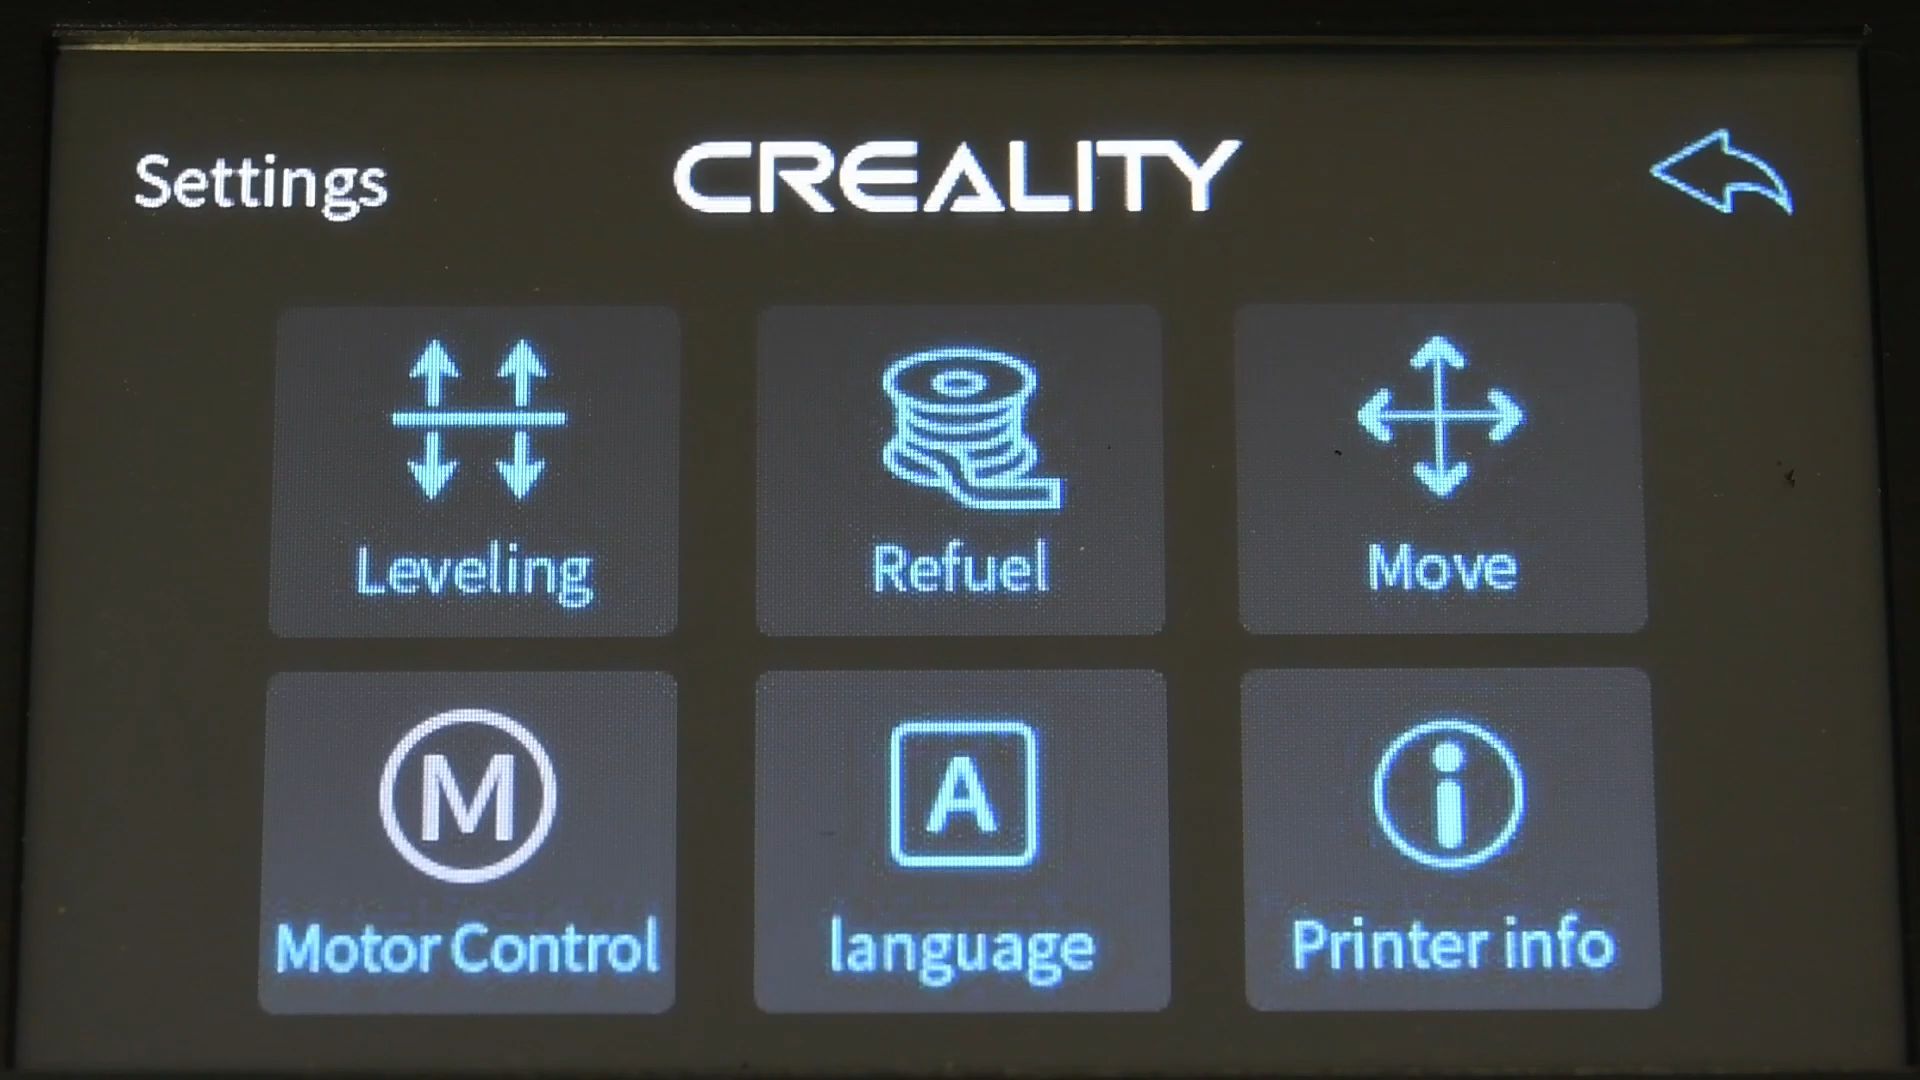 Settings
CREALITY
Leveling
Refuel
Move
M
A
Motor Control
language
Printer info